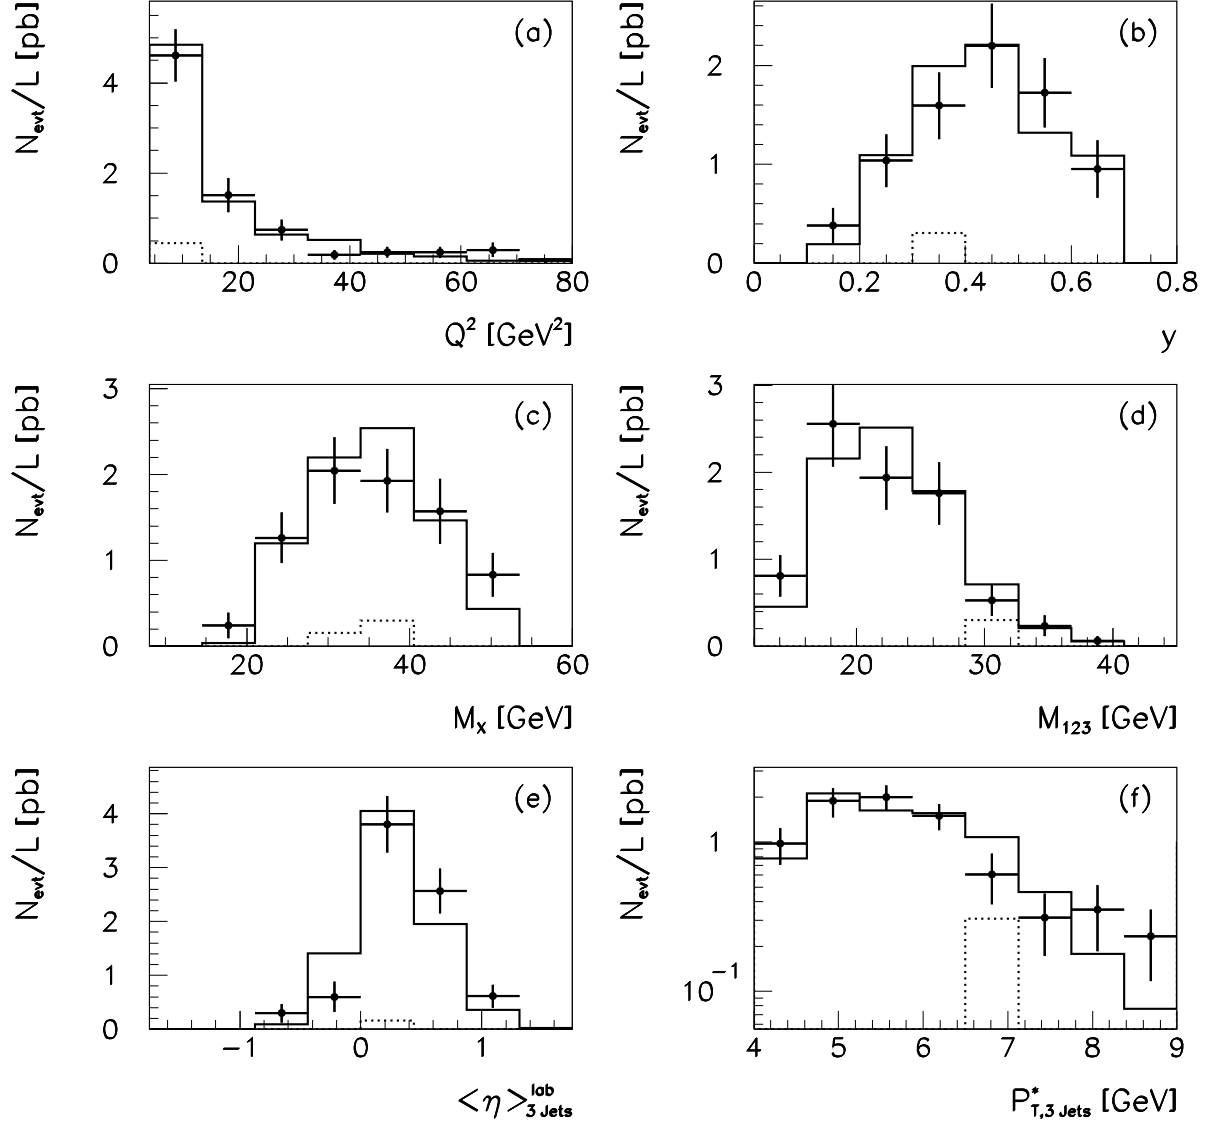 N_evt/L [pb]
(a)
4
2
0
20 40 60 80
Q² [GeV²]
N_evt/L [pb]
(b)
2
1
0
0 0.2 0.4 0.6 0.8
y
N_evt/L [pb]
(c)
3
2
1
0
20 40 60
M_X [GeV]
N_evt/L [pb]
(d)
3
2
1
0
20 30 40
M_123 [GeV]
N_evt/L [pb]
(e)
4
3
2
1
0
−1 0 1
<η>^lab_3 Jets
N_evt/L [pb]
(f)
1
10^−1
4 5 6 7 8 9
P*_T,3 Jets [GeV]